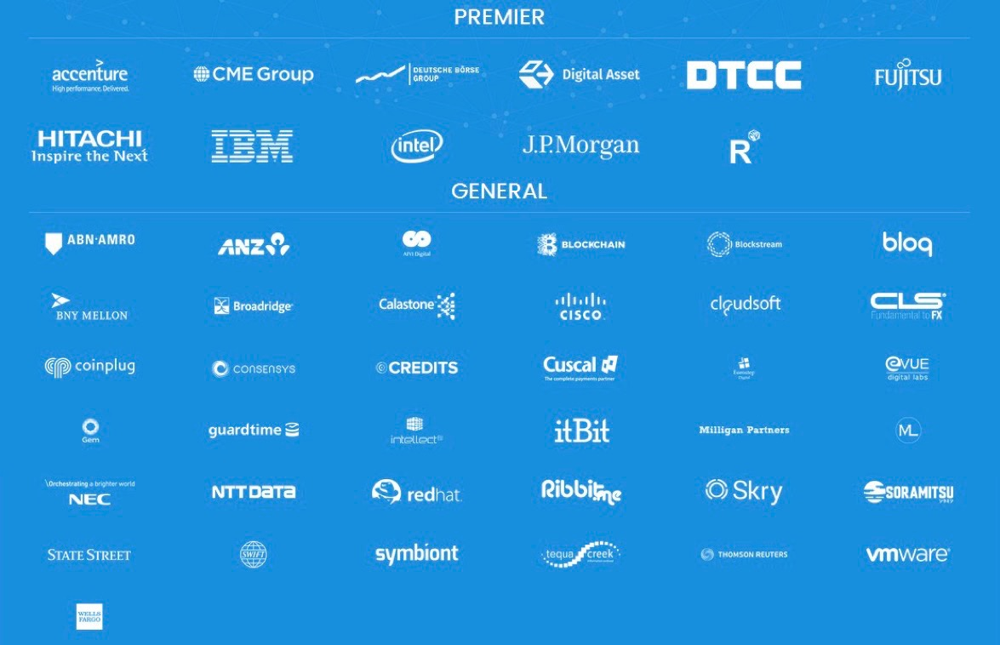 PREMIER
accenture
High performance. Delivered.
CME Group
DEUTSCHE BÖRSE
GROUP
Digital Asset
DTCC
FUJITSU
HITACHI
Inspire the Next
IBM
intel
J.P.Morgan
R3
GENERAL
ABN·AMRO
ANZ
AIVI Digital
BLOCKCHAIN
Blockstream
bloq
BNY MELLON
Broadridge
Calastone
CISCO
cloudsoft
CLS
Fundamental to FX
coinplug
CONSENSYS
CREDITS
Cuscal
The complete payments partner
Digital
eVUE
digital labs
Gem
guardtime
intellect
itBit
Milligan Partners
ML
\Orchestrating a brighter world
NEC
NTT DATA
redhat.
Ribbit.me
Skry
SORAMITSU
STATE STREET
SWIFT
symbiont
tequa creek
THOMSON REUTERS
vmware
WELLS
FARGO